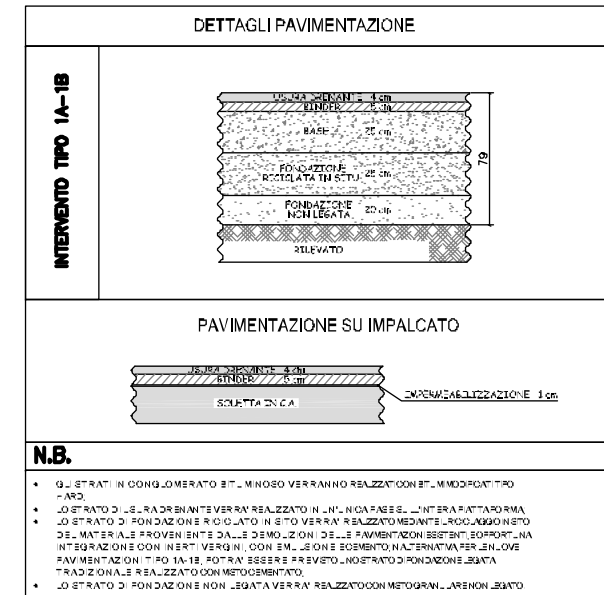 DETTAGLI PAVIMENTAZIONE
INTERVENTO TIPO 1A-1B
USURA DRENANTE 4 cm
BINDER 5 cm
BASE 25 cm
FONDAZIONE
RICICLATA IN SITU 25 cm
FONDAZIONE
NON LEGATA 20 cm
79
RILEVATO
PAVIMENTAZIONE SU IMPALCATO
USURA DRENANTE 4 cm
BINDER 5 cm
SOLETTA IN C.A.
IMPERMEABILIZZAZIONE 1 cm
N.B.
• GLI STRATI IN CONGLOMERATO BITUMINOSO VERRANNO REALIZZATI CON BITUMI MODIFICATI TIPO
HARD;
• LO STRATO DI USURA DRENANTE VERRA' REALIZZATO IN UN'UNICA FASE SULL'INTERA PIATTAFORMA;
• LO STRATO DI FONDAZIONE RICICLATO IN SITO VERRA' REALIZZATO MEDIANTE IL RICICLAGGIO IN SITO
DEL MATERIALE PROVENIENTE DALLE DEMOLIZIONI DELLE PAVIMENTAZIONI ESISTENTI, E OPPORTUNA
INTEGRAZIONE CON INERTI VERGINI, CON EMULSIONE E CEMENTO; IN ALTERNATIVA, PER LE NUOVE
PAVIMENTAZIONI TIPO 1A-1B, POTRA' ESSERE PREVISTO UNO STRATO DI FONDAZIONE LEGATA
TRADIZIONALE REALIZZATO CON MISTO CEMENTATO;
• LO STRATO DI FONDAZIONE NON LEGATA VERRA' REALIZZATO CON MISTO GRANULARE NON LEGATO